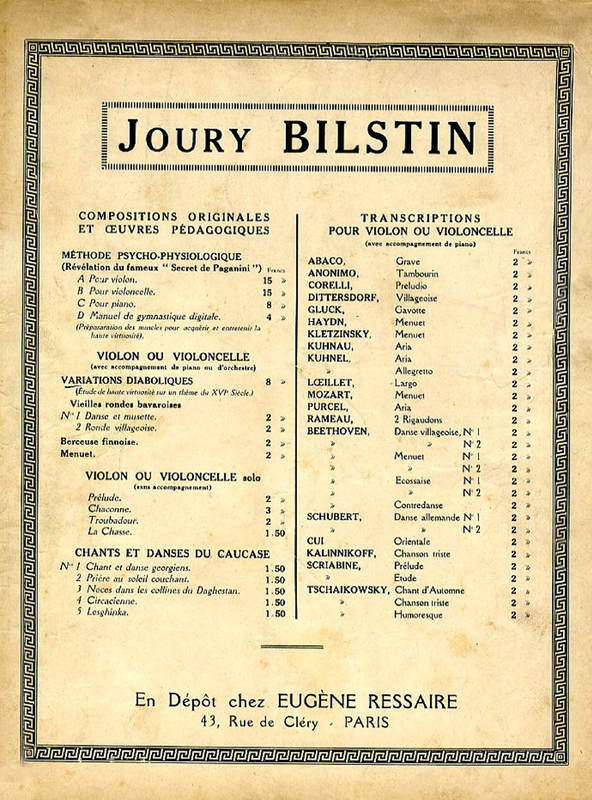 JOURY BILSTIN
COMPOSITIONS ORIGINALES
ET ŒUVRES PÉDAGOGIQUES
MÉTHODE PSYCHO-PHYSIOLOGIQUE
(Révélation du fameux " Secret de Paganini ") Francs
A Pour violon. 15 »
B Pour violoncelle. 15 »
C Pour piano. 8 »
D Manuel de gymnastique digitale. 4 »
(Préparation des muscles pour acquérir et entretenir la
haute virtuosité).
VIOLON OU VIOLONCELLE
(avec accompagnement de piano ou d'orchestre)
VARIATIONS DIABOLIQUES 8 »
(Étude de haute virtuosité sur un thème du XVIe Siècle.)
Vieilles rondes bavaroises
Nos 1 Danse et musette. 2 »
2 Ronde villageoise. 2 »
Berceuse finnoise. 2 »
Menuet. 2 »
VIOLON OU VIOLONCELLE solo
(sans accompagnement)
Prélude. 2 »
Chaconne. 3 »
Troubadour. 2 »
La Chasse. 1.50
CHANTS ET DANSES DU CAUCASE
Nos 1 Chant et danse georgiens. 1.50
2 Prière au soleil couchant. 1.50
3 Noces dans les collines du Daghestan. 1.50
4 Circacienne. 1.50
5 Lesghinka. 1.50
TRANSCRIPTIONS
POUR VIOLON OU VIOLONCELLE
(avec accompagnement de piano)
Francs
ABACO, Grave 2 »
ANONIMO, Tambourin 2 »
CORELLI, Preludio 2 »
DITTERSDORF, Villageoise 2 »
GLUCK, Gavotte 2 »
HAYDN, Menuet 2 »
KLETZINSKY, Menuet 2 »
KUHNAU, Aria 2 »
KUHNEL, Aria 2 »
» Allegretto 2 »
LŒILLET, Largo 2 »
MOZART, Menuet 2 »
PURCEL, Aria 2 »
RAMEAU, 2 Rigaudons 2 »
BEETHOVEN, Danse villageoise, No 1 2 »
» » No 2 2 »
» Menuet No 1 2 »
» » No 2 2 »
» Ecossaise No 1 2 »
» » No 2 2 »
» Contredanse 2 »
SCHUBERT, Danse allemande No 1 2 »
» » No 2 2 »
CUI Orientale 2 »
KALINNIKOFF, Chanson triste 2 »
SCRIABINE, Prélude 2 »
» Etude 2 »
TSCHAIKOWSKY, Chant d'Automne 2 »
» Chanson triste 2 »
» Humoresque 2 »
En Dépôt chez EUGÈNE RESSAIRE
43, Rue de Cléry - PARIS